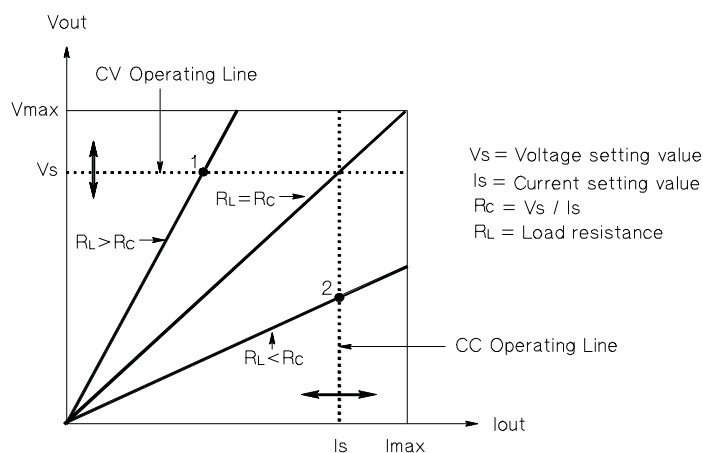 Vout
CV Operating Line
Vmax
Vs
1
RL=RC
RL>RC
Vs = Voltage setting value
Is = Current setting value
RC = Vs / Is
RL = Load resistance
2
RL<RC
CC Operating Line
Iout
Is
Imax